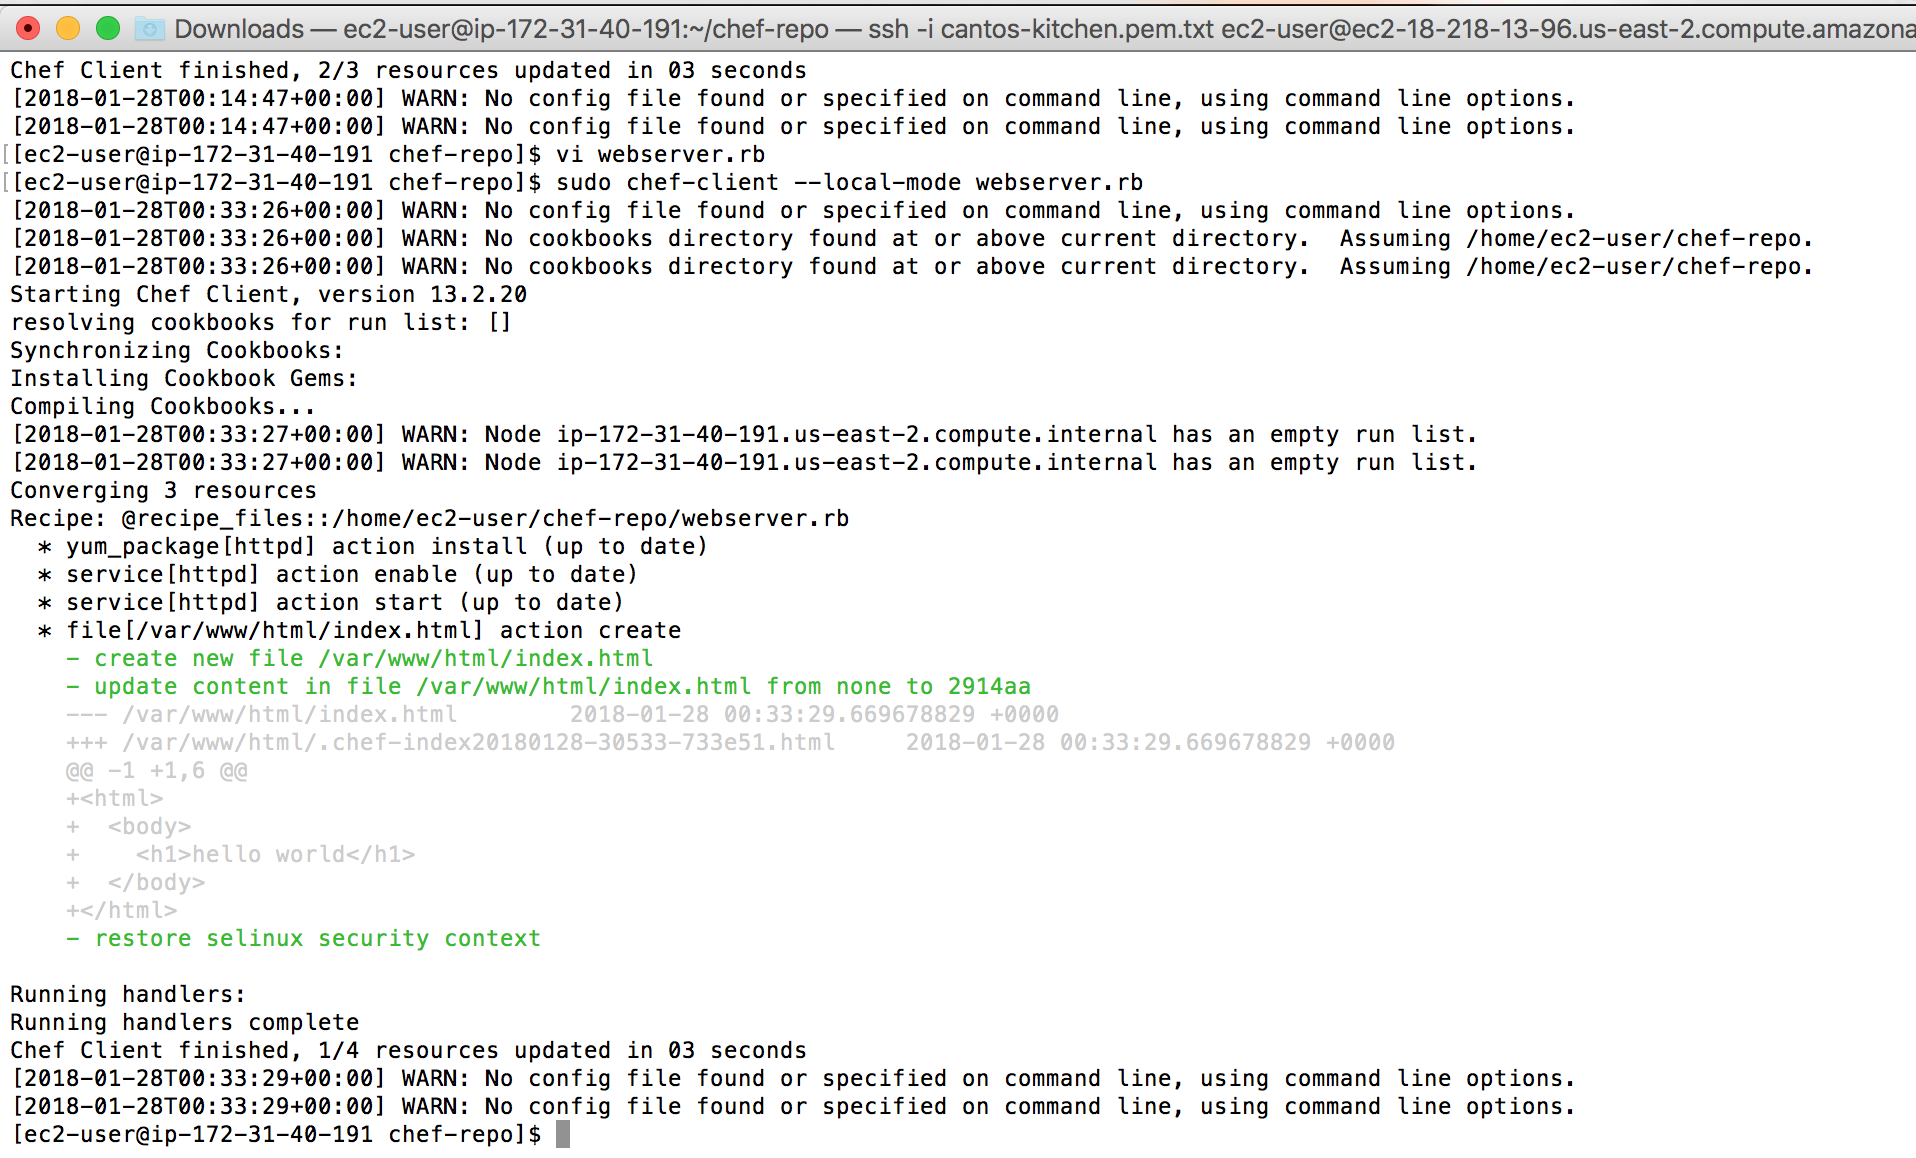 Downloads — ec2-user@ip-172-31-40-191:~/chef-repo — ssh -i cantos-kitchen.pem.txt ec2-user@ec2-18-218-13-96.us-east-2.compute.amazona
Chef Client finished, 2/3 resources updated in 03 seconds
[2018-01-28T00:14:47+00:00] WARN: No config file found or specified on command line, using command line options.
[2018-01-28T00:14:47+00:00] WARN: No config file found or specified on command line, using command line options.
[[ec2-user@ip-172-31-40-191 chef-repo]$ vi webserver.rb
[[ec2-user@ip-172-31-40-191 chef-repo]$ sudo chef-client --local-mode webserver.rb
[2018-01-28T00:33:26+00:00] WARN: No config file found or specified on command line, using command line options.
[2018-01-28T00:33:26+00:00] WARN: No cookbooks directory found at or above current directory.  Assuming /home/ec2-user/chef-repo.
[2018-01-28T00:33:26+00:00] WARN: No cookbooks directory found at or above current directory.  Assuming /home/ec2-user/chef-repo.
Starting Chef Client, version 13.2.20
resolving cookbooks for run list: []
Synchronizing Cookbooks:
Installing Cookbook Gems:
Compiling Cookbooks...
[2018-01-28T00:33:27+00:00] WARN: Node ip-172-31-40-191.us-east-2.compute.internal has an empty run list.
[2018-01-28T00:33:27+00:00] WARN: Node ip-172-31-40-191.us-east-2.compute.internal has an empty run list.
Converging 3 resources
Recipe: @recipe_files::/home/ec2-user/chef-repo/webserver.rb
  * yum_package[httpd] action install (up to date)
  * service[httpd] action enable (up to date)
  * service[httpd] action start (up to date)
  * file[/var/www/html/index.html] action create
    - create new file /var/www/html/index.html
    - update content in file /var/www/html/index.html from none to 2914aa
    --- /var/www/html/index.html        2018-01-28 00:33:29.669678829 +0000
    +++ /var/www/html/.chef-index20180128-30533-733e51.html     2018-01-28 00:33:29.669678829 +0000
    @@ -1 +1,6 @@
    +<html>
    +  <body>
    +    <h1>hello world</h1>
    +  </body>
    +</html>
    - restore selinux security context
Running handlers:
Running handlers complete
Chef Client finished, 1/4 resources updated in 03 seconds
[2018-01-28T00:33:29+00:00] WARN: No config file found or specified on command line, using command line options.
[2018-01-28T00:33:29+00:00] WARN: No config file found or specified on command line, using command line options.
[ec2-user@ip-172-31-40-191 chef-repo]$